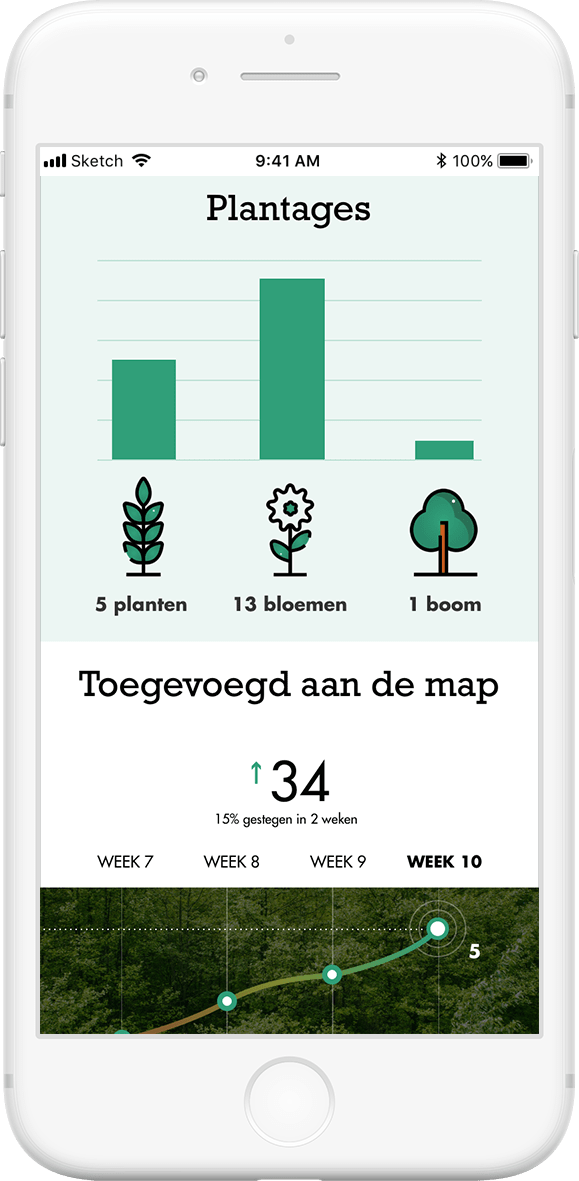 Sketch 9:41 AM 100%
Plantages
5 planten 13 bloemen 1 boom
Toegevoegd aan de map
↑34
15% gestegen in 2 weken
WEEK 7 WEEK 8 WEEK 9 WEEK 10
5